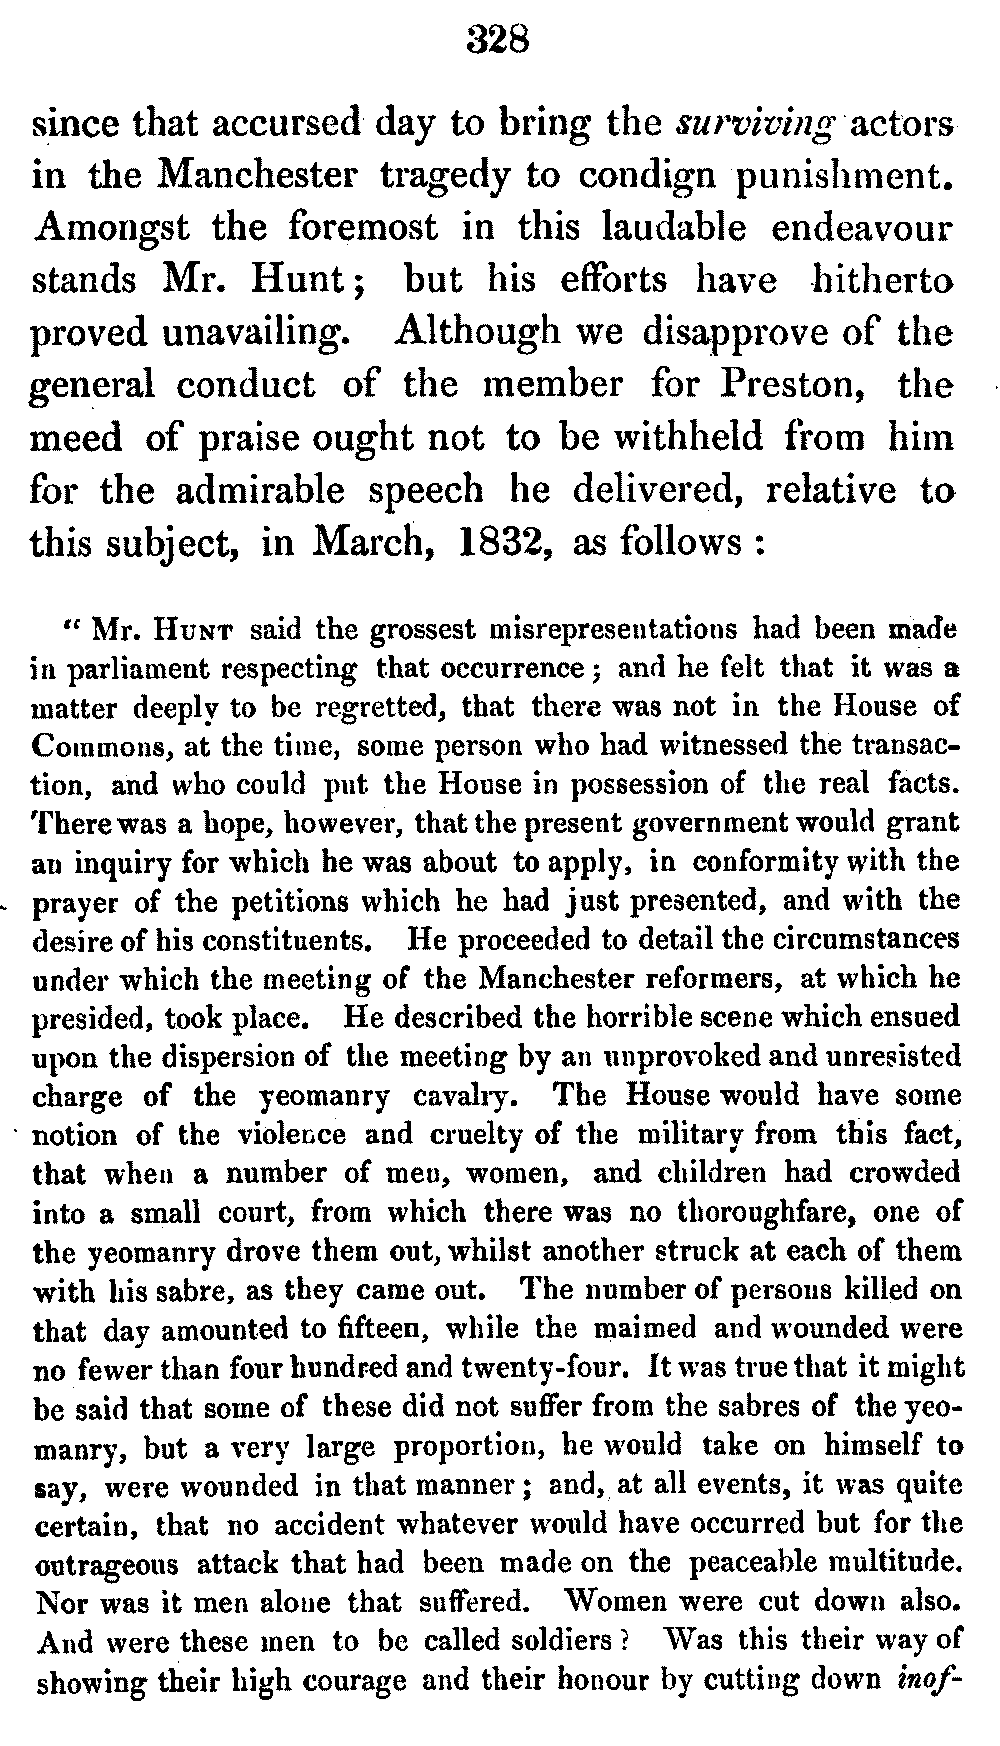 328
since that accursed day to bring the surviving actors
in the Manchester tragedy to condign punishment.
Amongst the foremost in this laudable endeavour
stands Mr. Hunt; but his efforts have hitherto
proved unavailing. Although we disapprove of the
general conduct of the member for Preston, the
meed of praise ought not to be withheld from him
for the admirable speech he delivered, relative to
this subject, in March, 1832, as follows :
“ Mr. HUNT said the grossest misrepresentations had been made
in parliament respecting that occurrence; and he felt that it was a
matter deeply to be regretted, that there was not in the House of
Commons, at the time, some person who had witnessed the transac-
tion, and who could put the House in possession of the real facts.
There was a hope, however, that the present government would grant
an inquiry for which he was about to apply, in conformity with the
prayer of the petitions which he had just presented, and with the
desire of his constituents. He proceeded to detail the circumstances
under which the meeting of the Manchester reformers, at which he
presided, took place. He described the horrible scene which ensued
upon the dispersion of the meeting by an unprovoked and unresisted
charge of the yeomanry cavalry. The House would have some
notion of the violence and cruelty of the military from this fact,
that when a number of men, women, and children had crowded
into a small court, from which there was no thoroughfare, one of
the yeomanry drove them out, whilst another struck at each of them
with his sabre, as they came out. The number of persons killed on
that day amounted to fifteen, while the maimed and wounded were
no fewer than four hundred and twenty-four. It was true that it might
be said that some of these did not suffer from the sabres of the yeo-
manry, but a very large proportion, he would take on himself to
say, were wounded in that manner; and, at all events, it was quite
certain, that no accident whatever would have occurred but for the
outrageous attack that had been made on the peaceable multitude.
Nor was it men alone that suffered. Women were cut down also.
And were these men to be called soldiers? Was this their way of
showing their high courage and their honour by cutting down inof-